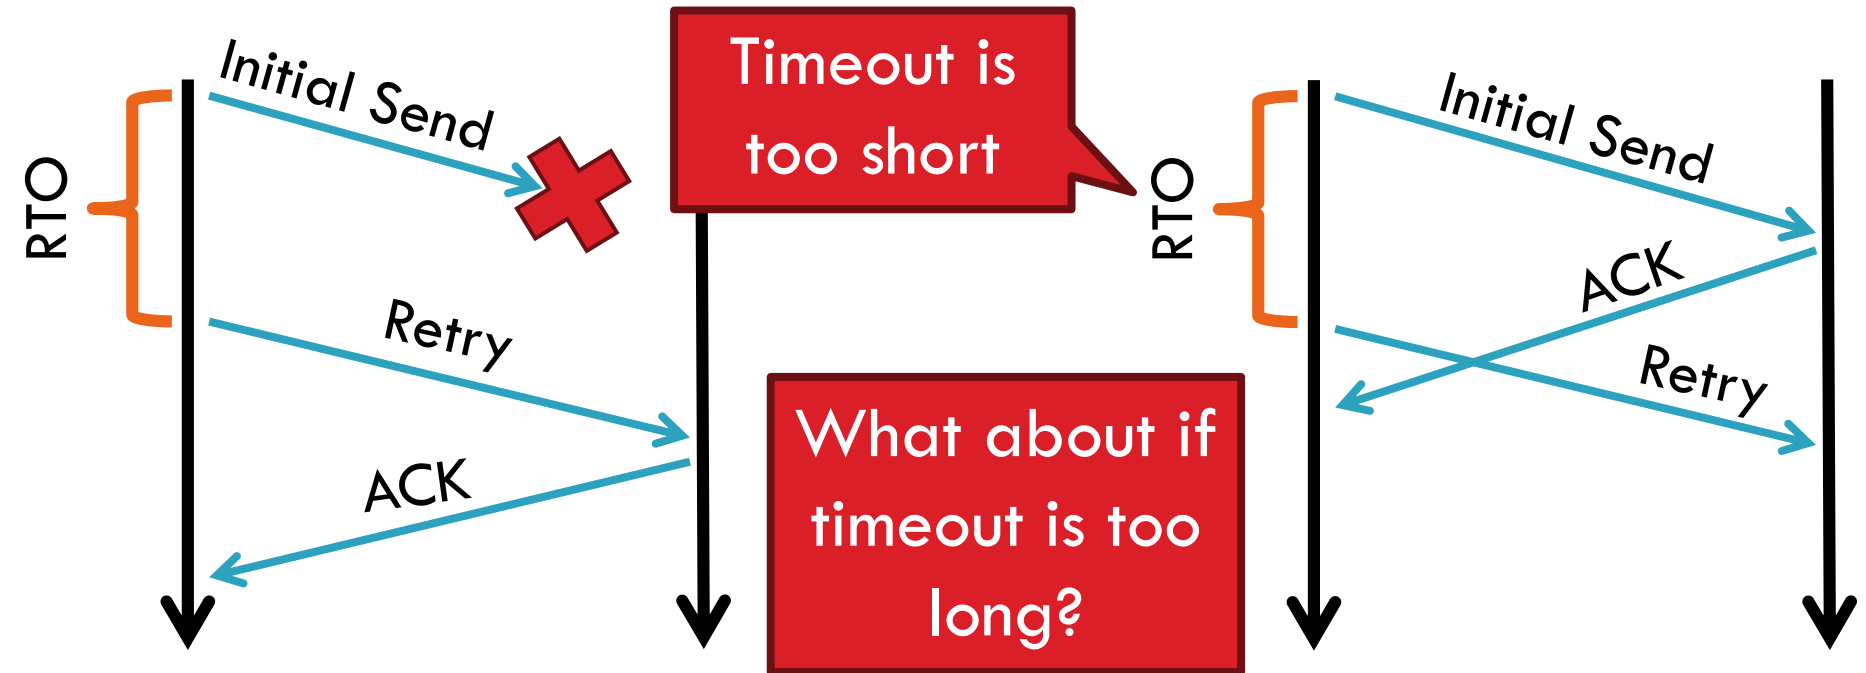 RTO
Initial Send
Retry
ACK
Timeout is
too short
What about if
timeout is too
long?
RTO
Initial Send
ACK
Retry